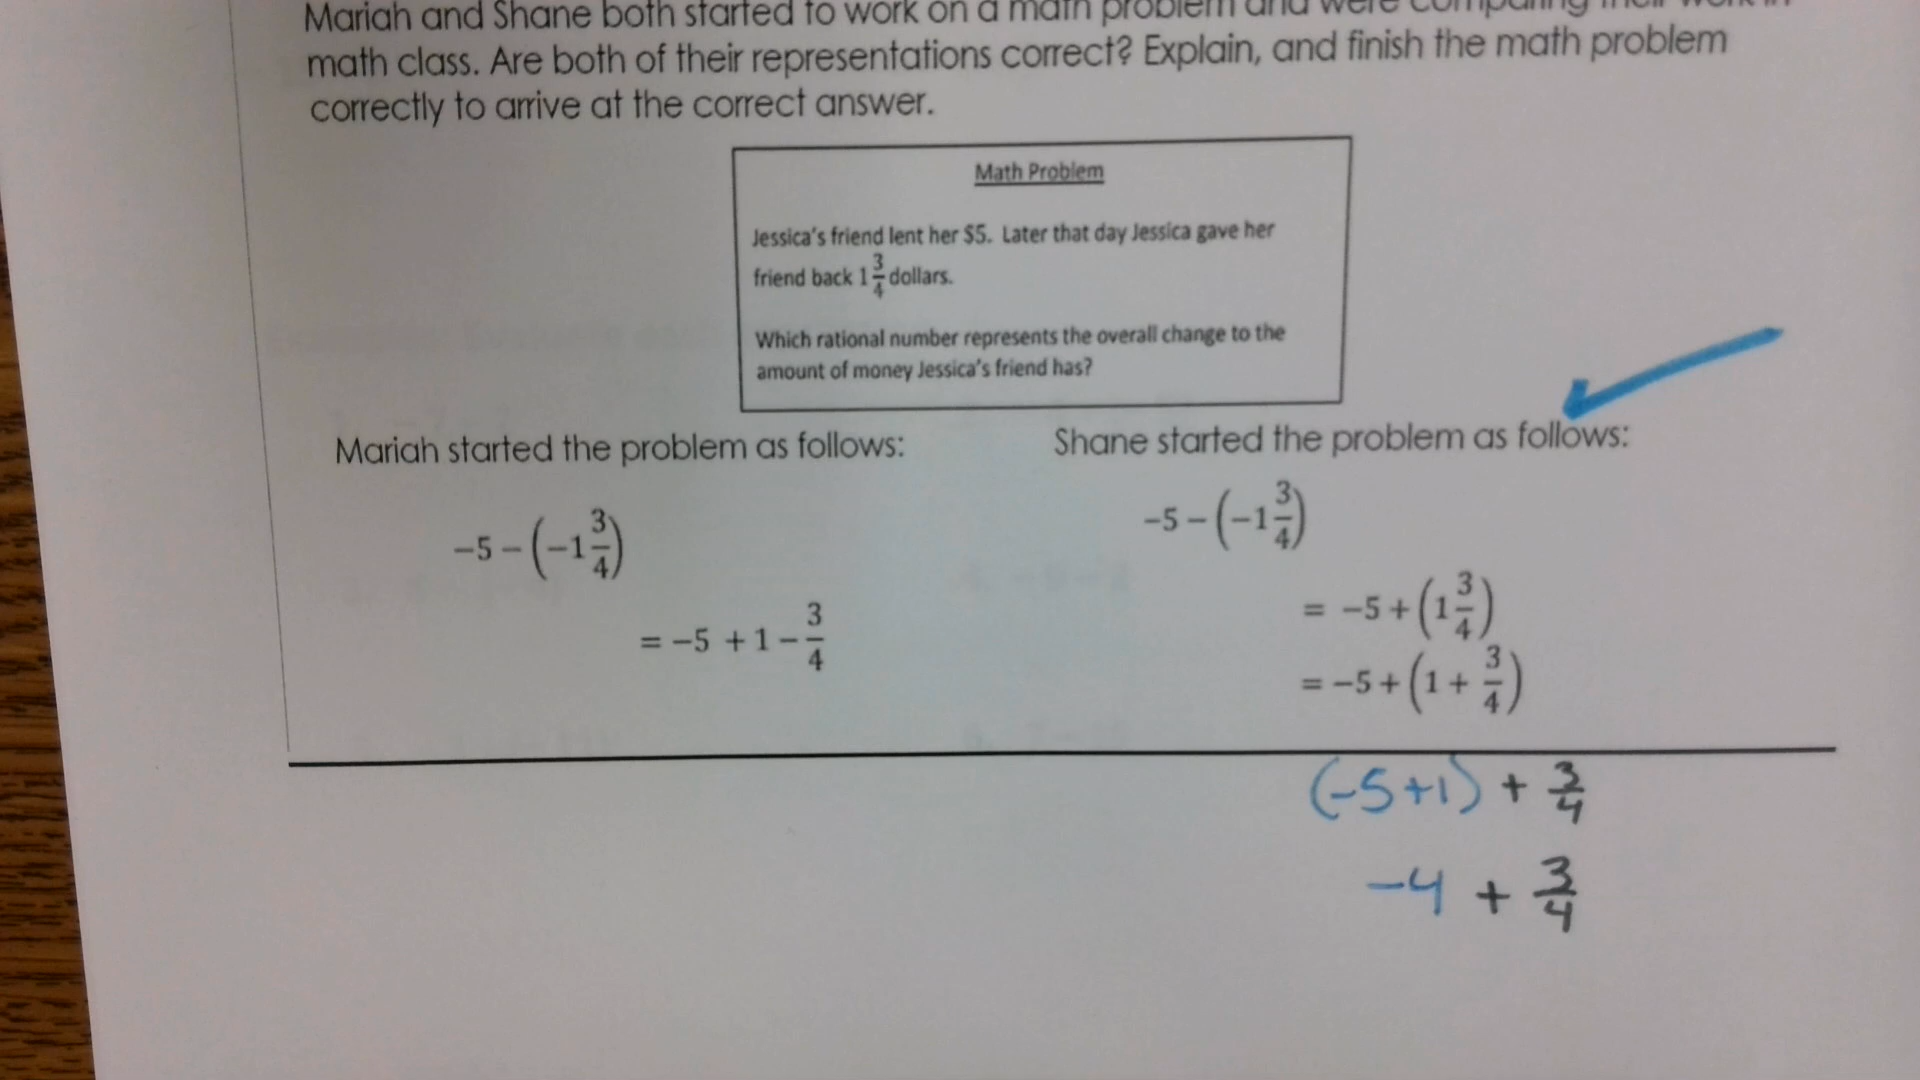 Mariah and Shane both started to work on a math problem and were comparing their work in
math class. Are both of their representations correct? Explain, and finish the math problem
correctly to arrive at the correct answer.
Math Problem
Jessica's friend lent her $5. Later that day Jessica gave her
friend back 1 3/4 dollars.
Which rational number represents the overall change to the
amount of money Jessica's friend has?
Mariah started the problem as follows:
−5 − (−1 3/4)
= −5 + 1 − 3/4
Shane started the problem as follows:
−5 − (−1 3/4)
= −5 + (1 3/4)
= −5 + (1 + 3/4)
(-5+1) + 3/4
-4 + 3/4